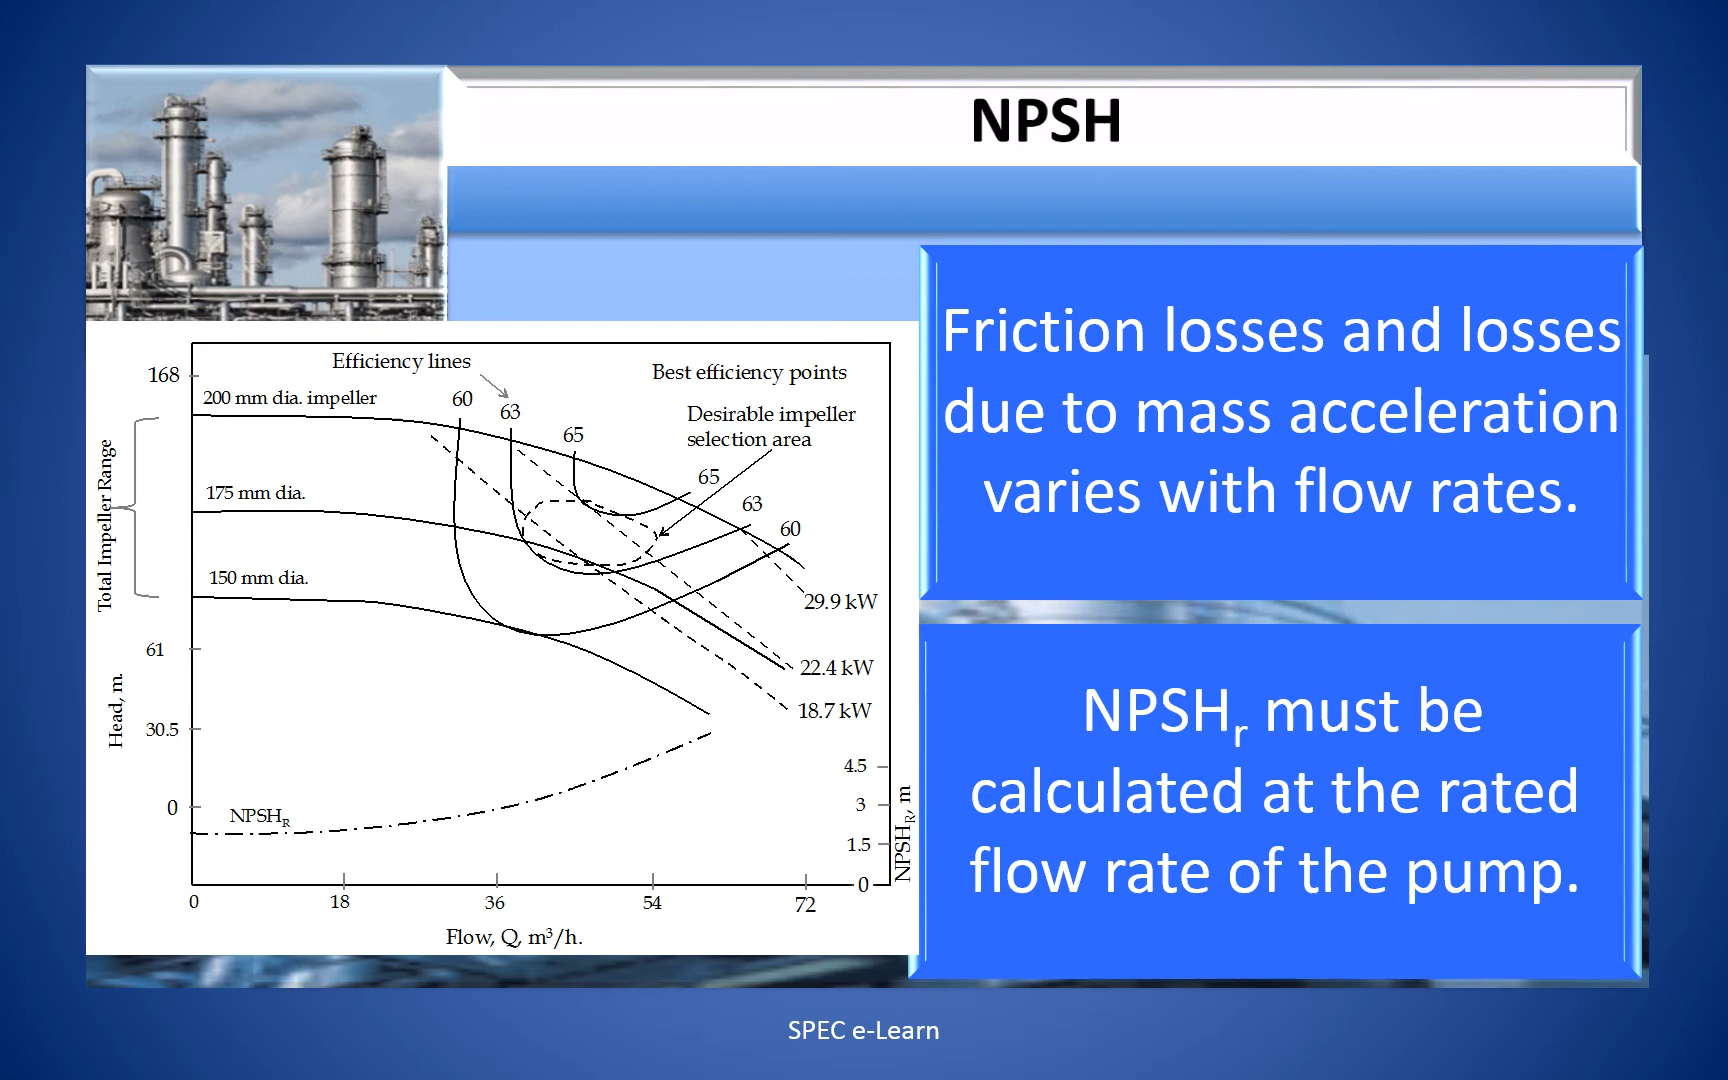 NPSH
Friction losses and losses
due to mass acceleration
varies with flow rates.
NPSHr must be
calculated at the rated
flow rate of the pump.
Efficiency lines
Best efficiency points
168
200 mm dia. impeller
60
63
65
Desirable impeller
selection area
65
63
60
175 mm dia.
150 mm dia.
Total Impeller Range
29.9 kW
22.4 kW
18.7 kW
61
30.5
0
Head, m.
NPSHR
4.5
3
1.5
0
NPSHR, m
0
18
36
54
72
Flow, Q, m³/h.
SPEC e-Learn